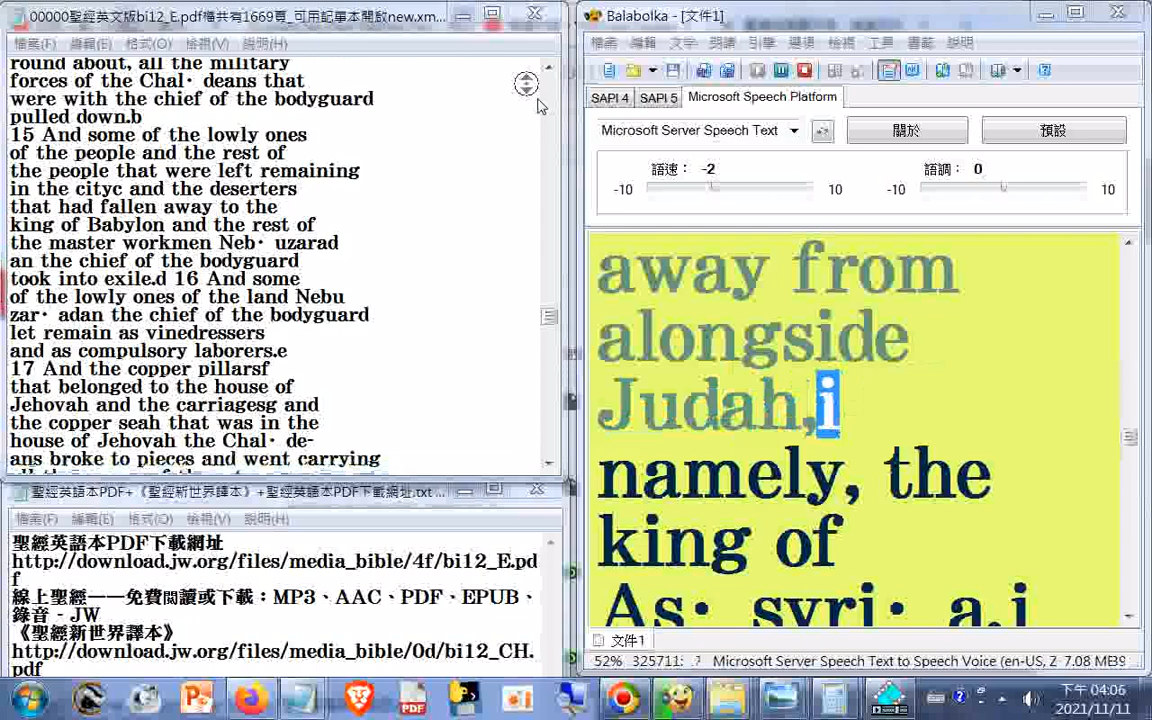 00000聖經英文版bi12_E.pdf檔共有1669頁_可用記事本開啟new.xm...
檔案(F) 編輯(E) 格式(O) 檢視(V) 說明(H)
round about, all the military
forces of the Chal· deans that
were with the chief of the bodyguard
pulled down.b
15 And some of the lowly ones
of the people and the rest of
the people that were left remaining
in the cityc and the deserters
that had fallen away to the
king of Babylon and the rest of
the master workmen Neb· uzarad
an the chief of the bodyguard
took into exile.d 16 And some
of the lowly ones of the land Nebu
zar· adan the chief of the bodyguard
let remain as vinedressers
and as compulsory laborers.e
17 And the copper pillarsf
that belonged to the house of
Jehovah and the carriagesg and
the copper seah that was in the
house of Jehovah the Chal· de-
ans broke to pieces and went carrying
聖經英語本PDF+《聖經新世界譯本》+聖經英語本PDF下載網址.txt ...
檔案(F) 編輯(E) 格式(O) 檢視(V) 說明(H)
聖經英語本PDF下載網址
http://download.jw.org/files/media_bible/4f/bi12_E.pd
f
線上聖經——免費閱讀或下載：MP3、AAC、PDF、EPUB、
錄音 - JW
《聖經新世界譯本》
http://download.jw.org/files/media_bible/0d/bi12_CH.
pdf
Balabolka - [文件1]
檔案 編輯 文字 朗讀 引擎 選項 檢視 工具 書籤 說明
SAPI 4 SAPI 5 Microsoft Speech Platform
Microsoft Server Speech Text 關於 預設
語速： -2 語調： 0
-10 10 -10 10
away from
alongside
Judah,i
namely, the
king of
As· syri· a.j
文件1
52% 325711: Microsoft Server Speech Text to Speech Voice (en-US, Z 7.08 MB
下午 04:06
2021/11/11